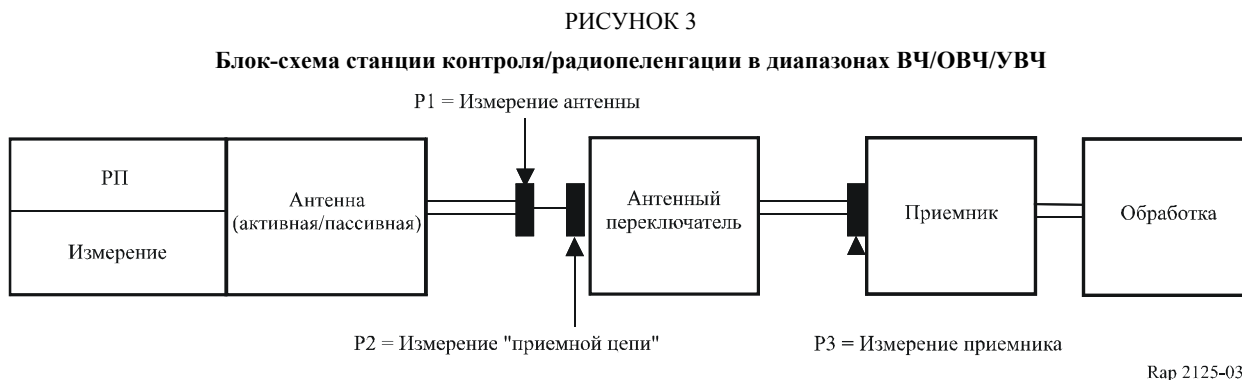 РИСУНОК 3
Блок-схема станции контроля/радиопеленгации в диапазонах ВЧ/ОВЧ/УВЧ
P1 = Измерение антенны
РП
Измерение
Антенна
(активная/пассивная)
Антенный
переключатель
Приемник
Обработка
P2 = Измерение "приемной цепи"
P3 = Измерение приемника
Rap 2125-03